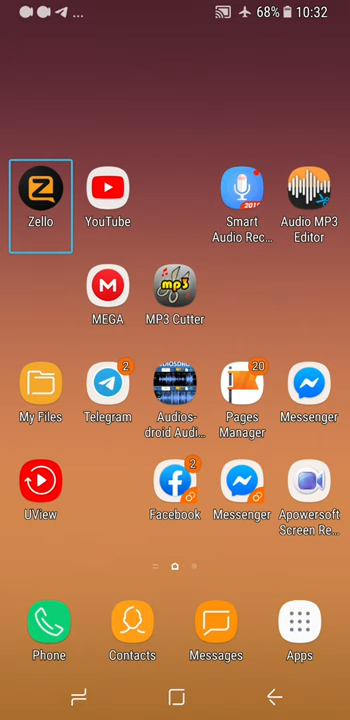 ... 68% 10:32
Zello
YouTube
Smart
Audio Rec...
Audio MP3
Editor
2018
MEGA
mp3
MP3 Cutter
My Files
2
Telegram
Audios-
droid Audi...
20
Pages
Manager
Messenger
UView
2
Facebook
Messenger
Apowersoft
Screen Re...
Phone
Contacts
Messages
Apps